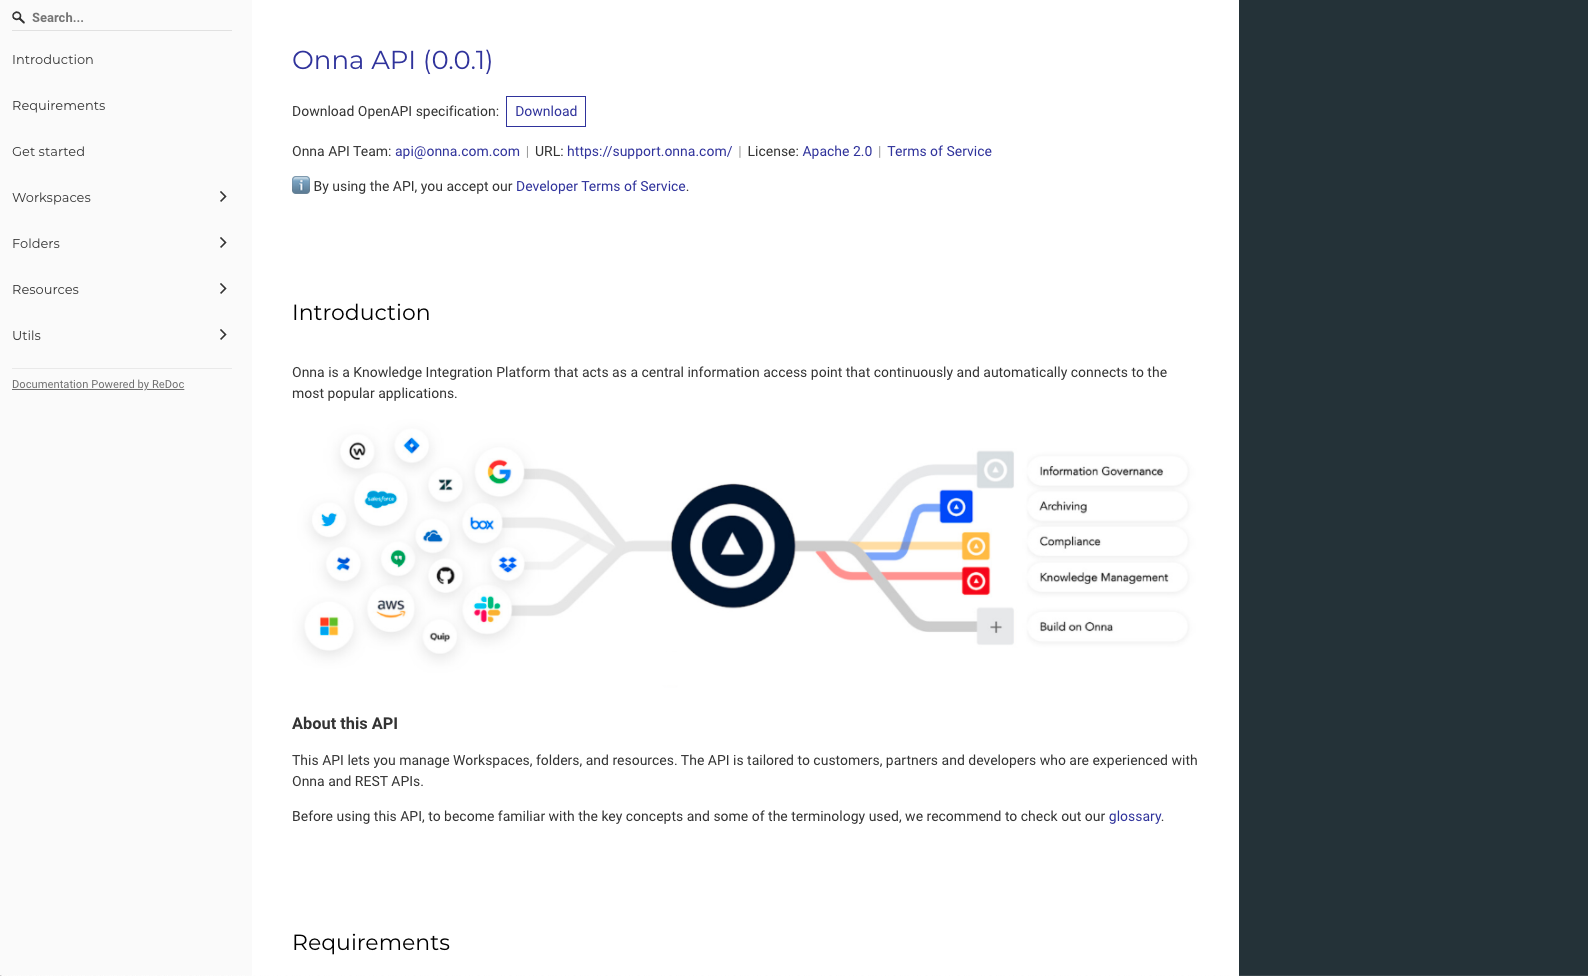 Search...
Introduction
Requirements
Get started
Workspaces
Folders
Resources
Utils
Documentation Powered by ReDoc
Onna API (0.0.1)
Download OpenAPI specification: Download
Onna API Team: api@onna.com.com | URL: https://support.onna.com/ | License: Apache 2.0 | Terms of Service
i By using the API, you accept our Developer Terms of Service.
Introduction
Onna is a Knowledge Integration Platform that acts as a central information access point that continuously and automatically connects to the
most popular applications.
salesforce
box
aws
Quip
Information Governance
Archiving
Compliance
Knowledge Management
+ Build on Onna
About this API
This API lets you manage Workspaces, folders, and resources. The API is tailored to customers, partners and developers who are experienced with
Onna and REST APIs.
Before using this API, to become familiar with the key concepts and some of the terminology used, we recommend to check out our glossary.
Requirements